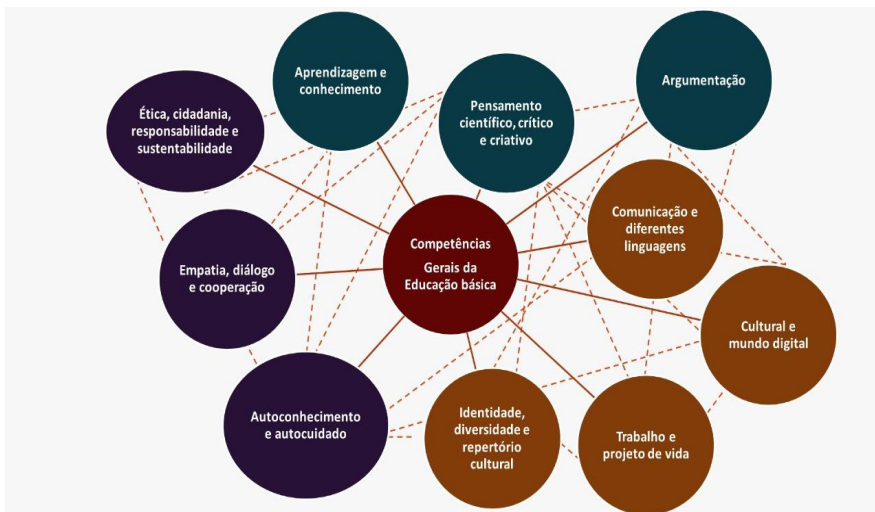 Aprendizagem e
conhecimento
Argumentação
Pensamento
científico, crítico
e criativo
Ética, cidadania,
responsabilidade e
sustentabilidade
Comunicação e
diferentes
linguagens
Competências
Gerais da
Educação básica
Empatia, diálogo
e cooperação
Cultural e
mundo digital
Autoconhecimento
e autocuidado
Identidade,
diversidade e
repertório
cultural
Trabalho e
projeto de vida